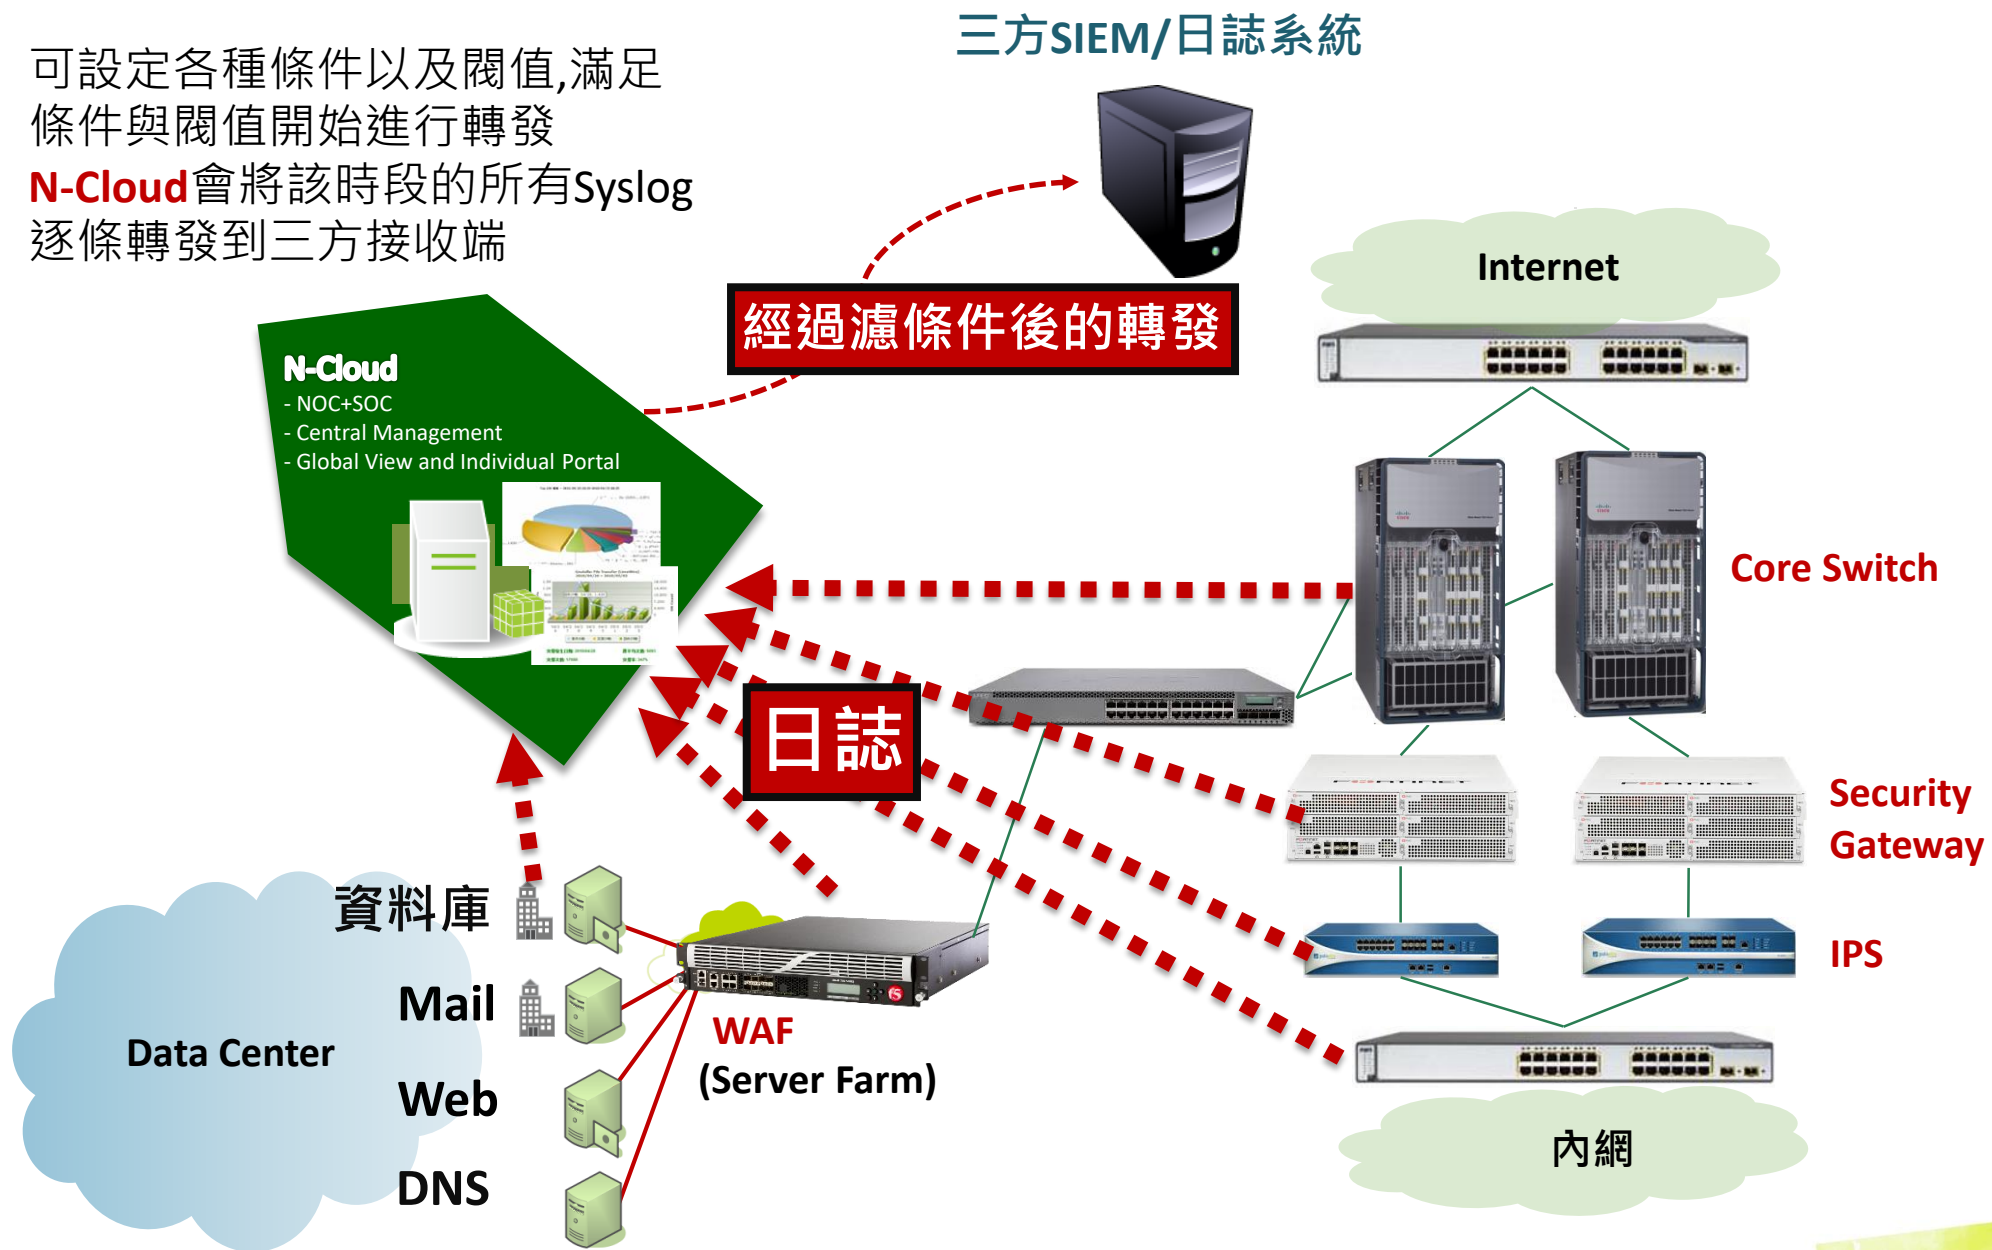 三方SIEM/日誌系統
可設定各種條件以及閥值,滿足
條件與閥值開始進行轉發
N-Cloud會將該時段的所有Syslog
逐條轉發到三方接收端
Internet
經過濾條件後的轉發
N-Cloud
- NOC+SOC
- Central Management
- Global View and Individual Portal
Core Switch
日誌
Security
Gateway
資料庫
IPS
Mail
WAF
(Server Farm)
Data Center
Web
內網
DNS